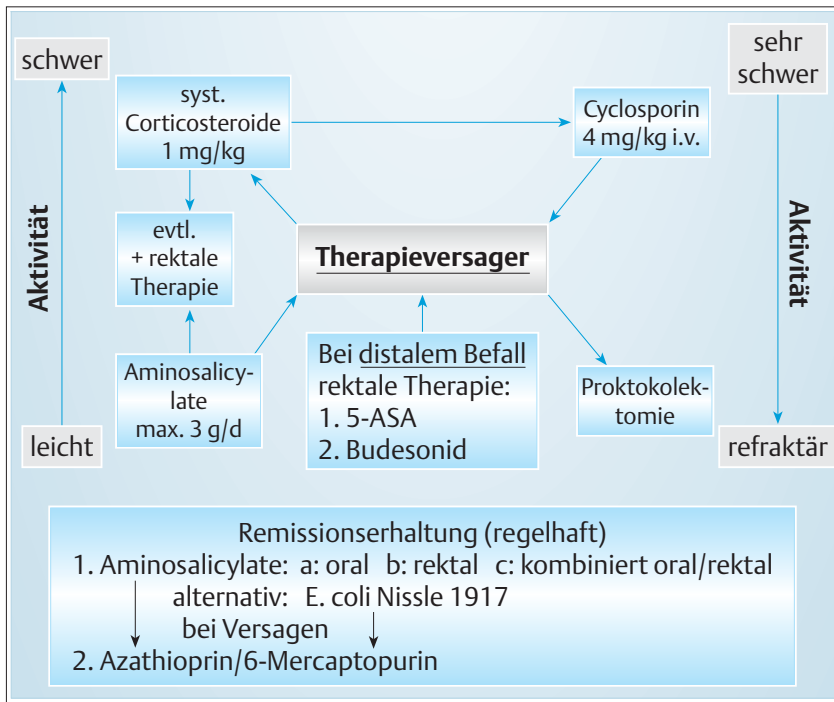 schwer
syst.
Corticosteroide
1 mg/kg
Cyclosporin
4 mg/kg i.v.
sehr
schwer
Aktivität
evtl.
+ rektale
Therapie
Therapieversager
Aktivität
Aminosalicy-
late
max. 3 g/d
Bei distalem Befall
rektale Therapie:
1. 5-ASA
2. Budesonid
Proktokolek-
tomie
leicht
refraktär
Remissionserhaltung (regelhaft)
1. Aminosalicylate: a: oral b: rektal c: kombiniert oral/rektal
alternativ: E. coli Nissle 1917
bei Versagen
2. Azathioprin/6-Mercaptopurin